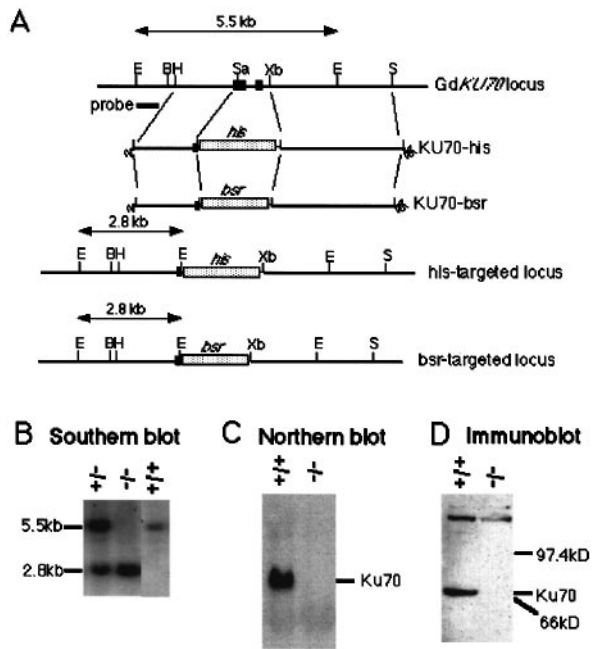 A
5.5 kb
E BH Sa Xb E S
GdKU70 locus
probe
his
KU70-his
bsr
KU70-bsr
2.8 kb
E BH E his Xb E S
his-targeted locus
2.8 kb
E BH E bsr Xb E S
bsr-targeted locus
B Southern blot
+/- -/- +/+
5.5kb
2.8kb
C Northern blot
+/+ -/-
Ku70
D Immunoblot
+/+ -/-
97.4kD
Ku70
66kD